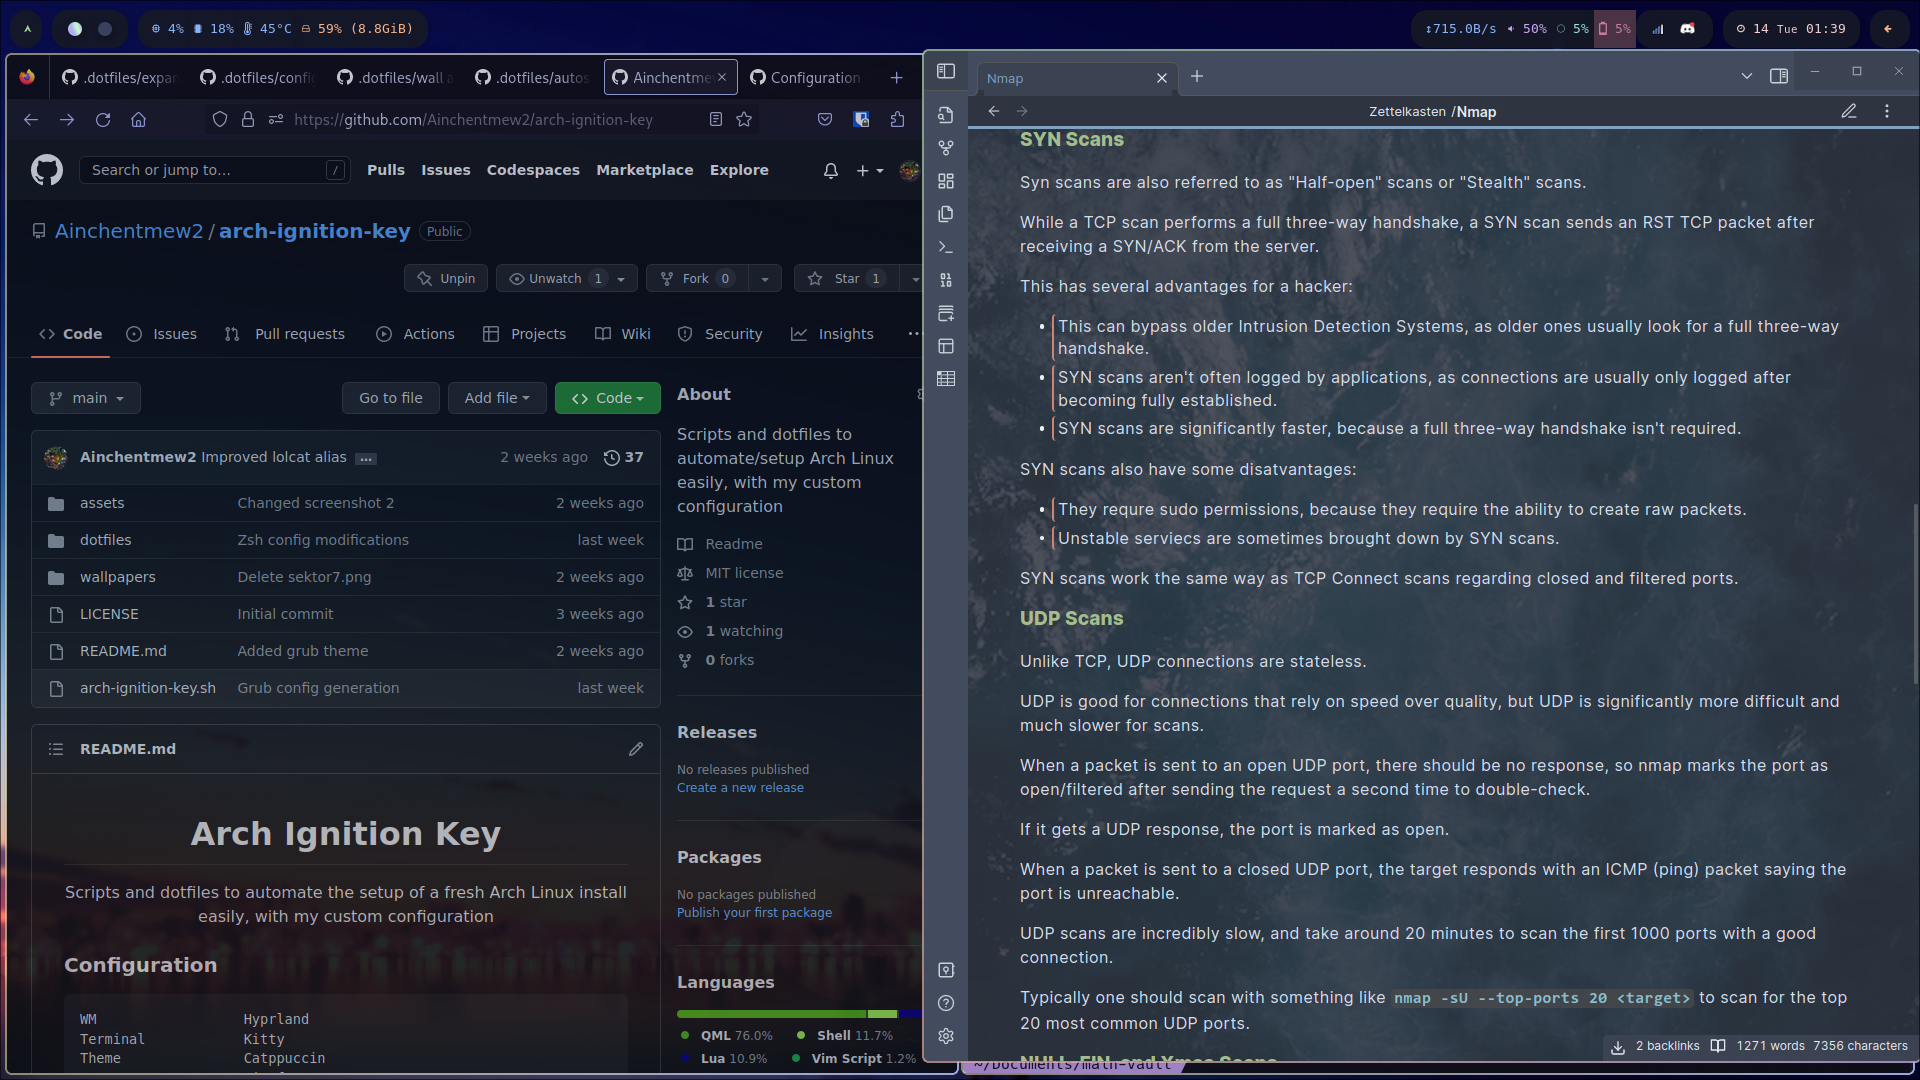 4% 18% 45°C 59% (8.8GiB)
↕715.0B/s 50% 5% 5% 14 Tue 01:39
.dotfiles/expan .dotfiles/confi .dotfiles/wall a .dotfiles/autos Ainchentmew Configuration
https://github.com/Ainchentmew2/arch-ignition-key
Search or jump to... / Pulls Issues Codespaces Marketplace Explore
Ainchentmew2 / arch-ignition-key Public
Unpin Unwatch 1 Fork 0 Star 1
Code Issues Pull requests Actions Projects Wiki Security Insights ...
main Go to file Add file Code
Ainchentmew2 Improved lolcat alias ... 2 weeks ago 37
assets Changed screenshot 2 2 weeks ago
dotfiles Zsh config modifications last week
wallpapers Delete sektor7.png 2 weeks ago
LICENSE Initial commit 3 weeks ago
README.md Added grub theme 2 weeks ago
arch-ignition-key.sh Grub config generation last week
README.md
Arch Ignition Key
Scripts and dotfiles to automate the setup of a fresh Arch Linux install
easily, with my custom configuration
Configuration
WM Hyprland
Terminal Kitty
Theme Catppuccin
About
Scripts and dotfiles to
automate/setup Arch Linux
easily, with my custom
configuration
Readme
MIT license
1 star
1 watching
0 forks
Releases
No releases published
Create a new release
Packages
No packages published
Publish your first package
Languages
QML 76.0% Shell 11.7%
Lua 10.9% Vim Script 1.2%
Nmap
Zettelkasten / Nmap
SYN Scans
Syn scans are also referred to as "Half-open" scans or "Stealth" scans.
While a TCP scan performs a full three-way handshake, a SYN scan sends an RST TCP packet after
receiving a SYN/ACK from the server.
This has several advantages for a hacker:
• This can bypass older Intrusion Detection Systems, as older ones usually look for a full three-way
handshake.
• SYN scans aren't often logged by applications, as connections are usually only logged after
becoming fully established.
• SYN scans are significantly faster, because a full three-way handshake isn't required.
SYN scans also have some disatvantages:
• They requre sudo permissions, because they require the ability to create raw packets.
• Unstable serviecs are sometimes brought down by SYN scans.
SYN scans work the same way as TCP Connect scans regarding closed and filtered ports.
UDP Scans
Unlike TCP, UDP connections are stateless.
UDP is good for connections that rely on speed over quality, but UDP is significantly more difficult and
much slower for scans.
When a packet is sent to an open UDP port, there should be no response, so nmap marks the port as
open/filtered after sending the request a second time to double-check.
If it gets a UDP response, the port is marked as open.
When a packet is sent to a closed UDP port, the target responds with an ICMP (ping) packet saying the
port is unreachable.
UDP scans are incredibly slow, and take around 20 minutes to scan the first 1000 ports with a good
connection.
Typically one should scan with something like nmap -sU --top-ports 20 <target> to scan for the top
20 most common UDP ports.
NULL, FIN, and Xmas Scans
2 backlinks 1271 words 7356 characters
~/Documents/math-vault